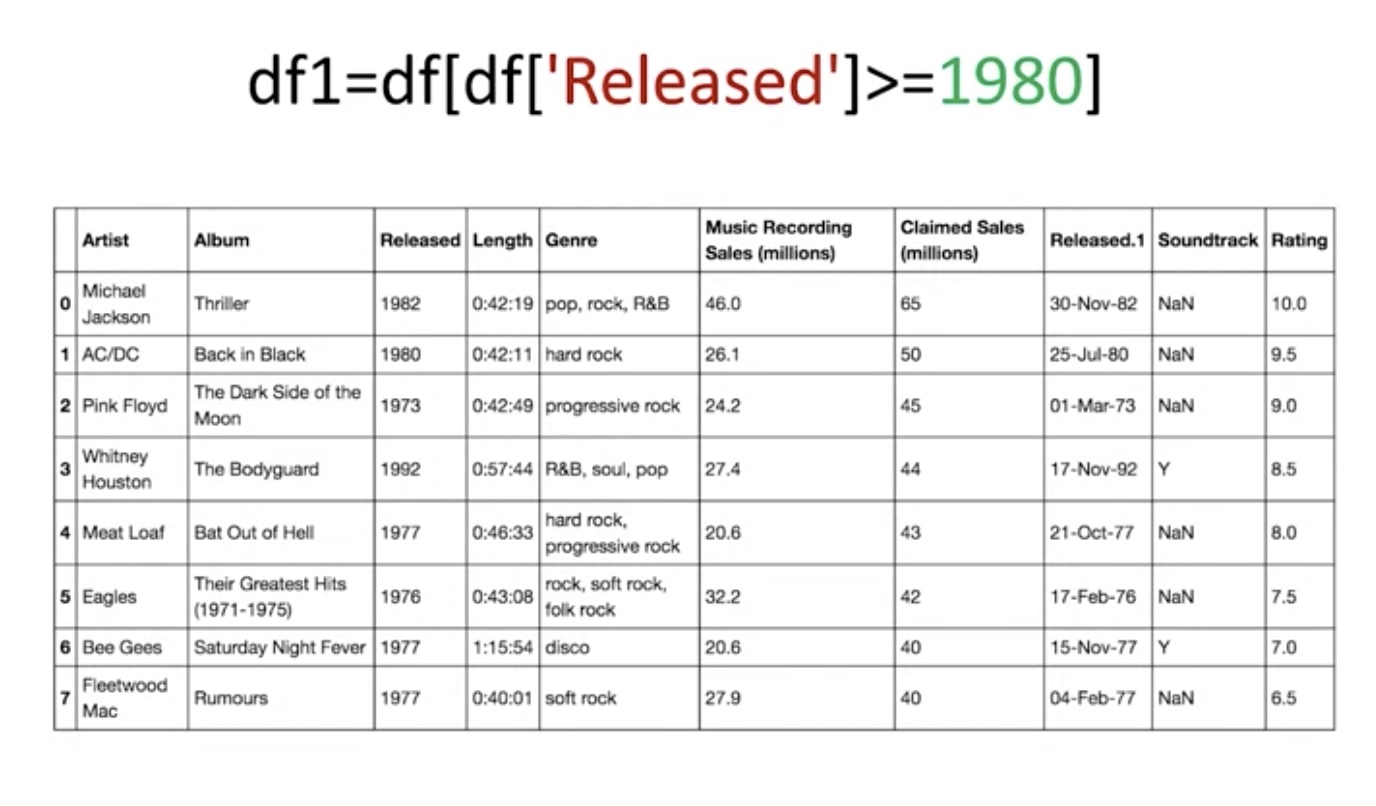 df1=df[df['Released']>=1980]
Artist Album Released Length Genre Music Recording Sales (millions) Claimed Sales (millions) Released.1 Soundtrack Rating
0 Michael Jackson Thriller 1982 0:42:19 pop, rock, R&B 46.0 65 30-Nov-82 NaN 10.0
1 AC/DC Back in Black 1980 0:42:11 hard rock 26.1 50 25-Jul-80 NaN 9.5
2 Pink Floyd The Dark Side of the Moon 1973 0:42:49 progressive rock 24.2 45 01-Mar-73 NaN 9.0
3 Whitney Houston The Bodyguard 1992 0:57:44 R&B, soul, pop 27.4 44 17-Nov-92 Y 8.5
4 Meat Loaf Bat Out of Hell 1977 0:46:33 hard rock, progressive rock 20.6 43 21-Oct-77 NaN 8.0
5 Eagles Their Greatest Hits (1971-1975) 1976 0:43:08 rock, soft rock, folk rock 32.2 42 17-Feb-76 NaN 7.5
6 Bee Gees Saturday Night Fever 1977 1:15:54 disco 20.6 40 15-Nov-77 Y 7.0
7 Fleetwood Mac Rumours 1977 0:40:01 soft rock 27.9 40 04-Feb-77 NaN 6.5